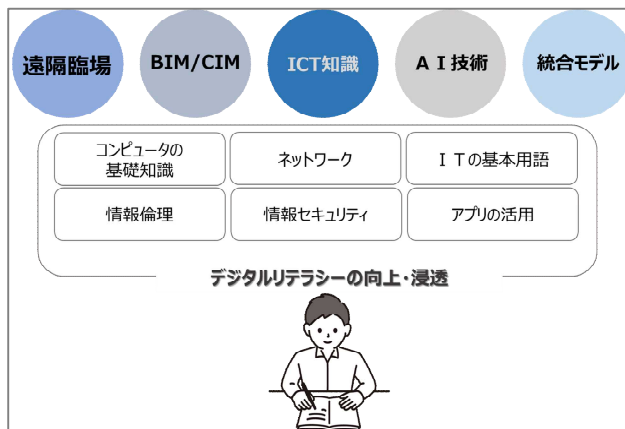 遠隔臨場
BIM/CIM
ICT知識
ＡＩ技術
統合モデル
コンピュータの
基礎知識
ネットワーク
ＩＴの基本用語
情報倫理
情報セキュリティ
アプリの活用
デジタルリテラシーの向上・浸透